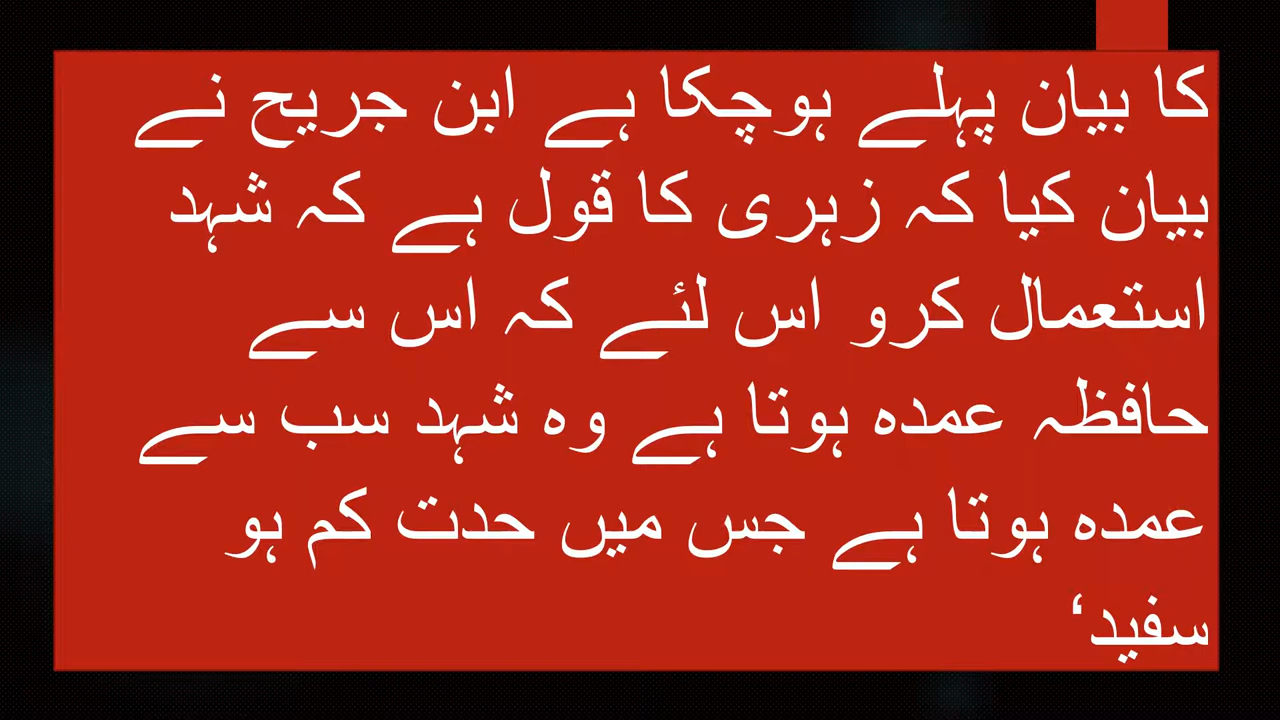 کا بیان پہلے ہوچکا ہے ابن جریح نے
بیان کیا کہ زہری کا قول ہے کہ شہد
استعمال کرو اس لئے کہ اس سے
حافظہ عمدہ ہوتا ہے وہ شہد سب سے
عمدہ ہوتا ہے جس میں حدت کم ہو
سفید‘